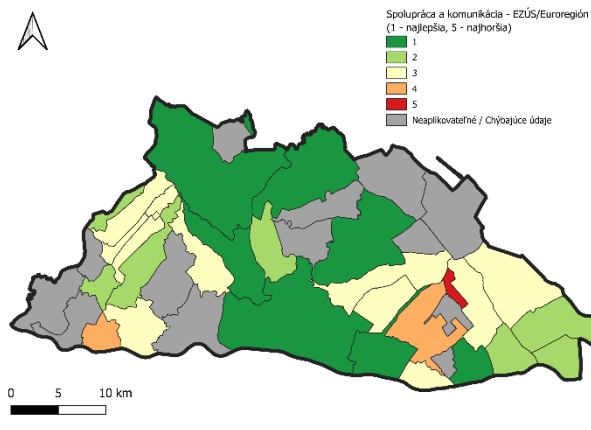 Spolupráca a komunikácia - EZÚS/Euroregión
(1 - najlepšia, 5 - najhoršia)
1
2
3
4
5
Neaplikovateľné / Chýbajúce údaje
0 5 10 km